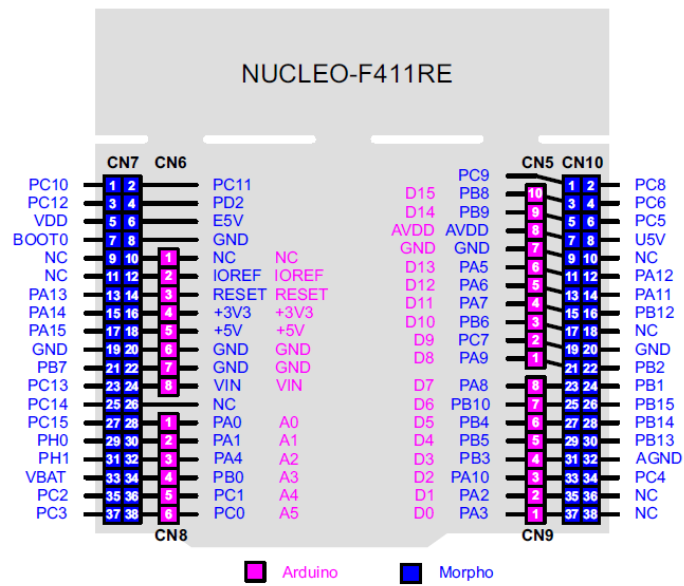 NUCLEO-F411RE
CN7 CN6 CN5 CN10
PC9
PC10 1 2 PC11 1 2 PC8
PC12 3 4 PD2 D15 PB8 10 3 4 PC6
VDD 5 6 E5V D14 PB9 9 5 6 PC5
BOOT0 7 8 GND AVDD AVDD 8 7 8 U5V
NC 9 10 1 NC NC GND GND 7 9 10 NC
NC 11 12 2 IOREF IOREF D13 PA5 6 11 12 PA12
PA13 13 14 3 RESET RESET D12 PA6 5 13 14 PA11
PA14 15 16 4 +3V3 +3V3 D11 PA7 4 15 16 PB12
PA15 17 18 5 +5V +5V D10 PB6 3 17 18 NC
GND 19 20 6 GND GND D9 PC7 2 19 20 GND
PB7 21 22 7 GND GND D8 PA9 1 21 22 PB2
PC13 23 24 8 VIN VIN D7 PA8 8 23 24 PB1
PC14 25 26 NC D6 PB10 7 25 26 PB15
PC15 27 28 1 PA0 A0 D5 PB4 6 27 28 PB14
PH0 29 30 2 PA1 A1 D4 PB5 5 29 30 PB13
PH1 31 32 3 PA4 A2 D3 PB3 4 31 32 AGND
VBAT 33 34 4 PB0 A3 D2 PA10 3 33 34 PC4
PC2 35 36 5 PC1 A4 D1 PA2 2 35 36 NC
PC3 37 38 6 PC0 A5 D0 PA3 1 37 38 NC
CN8 CN9
Arduino Morpho